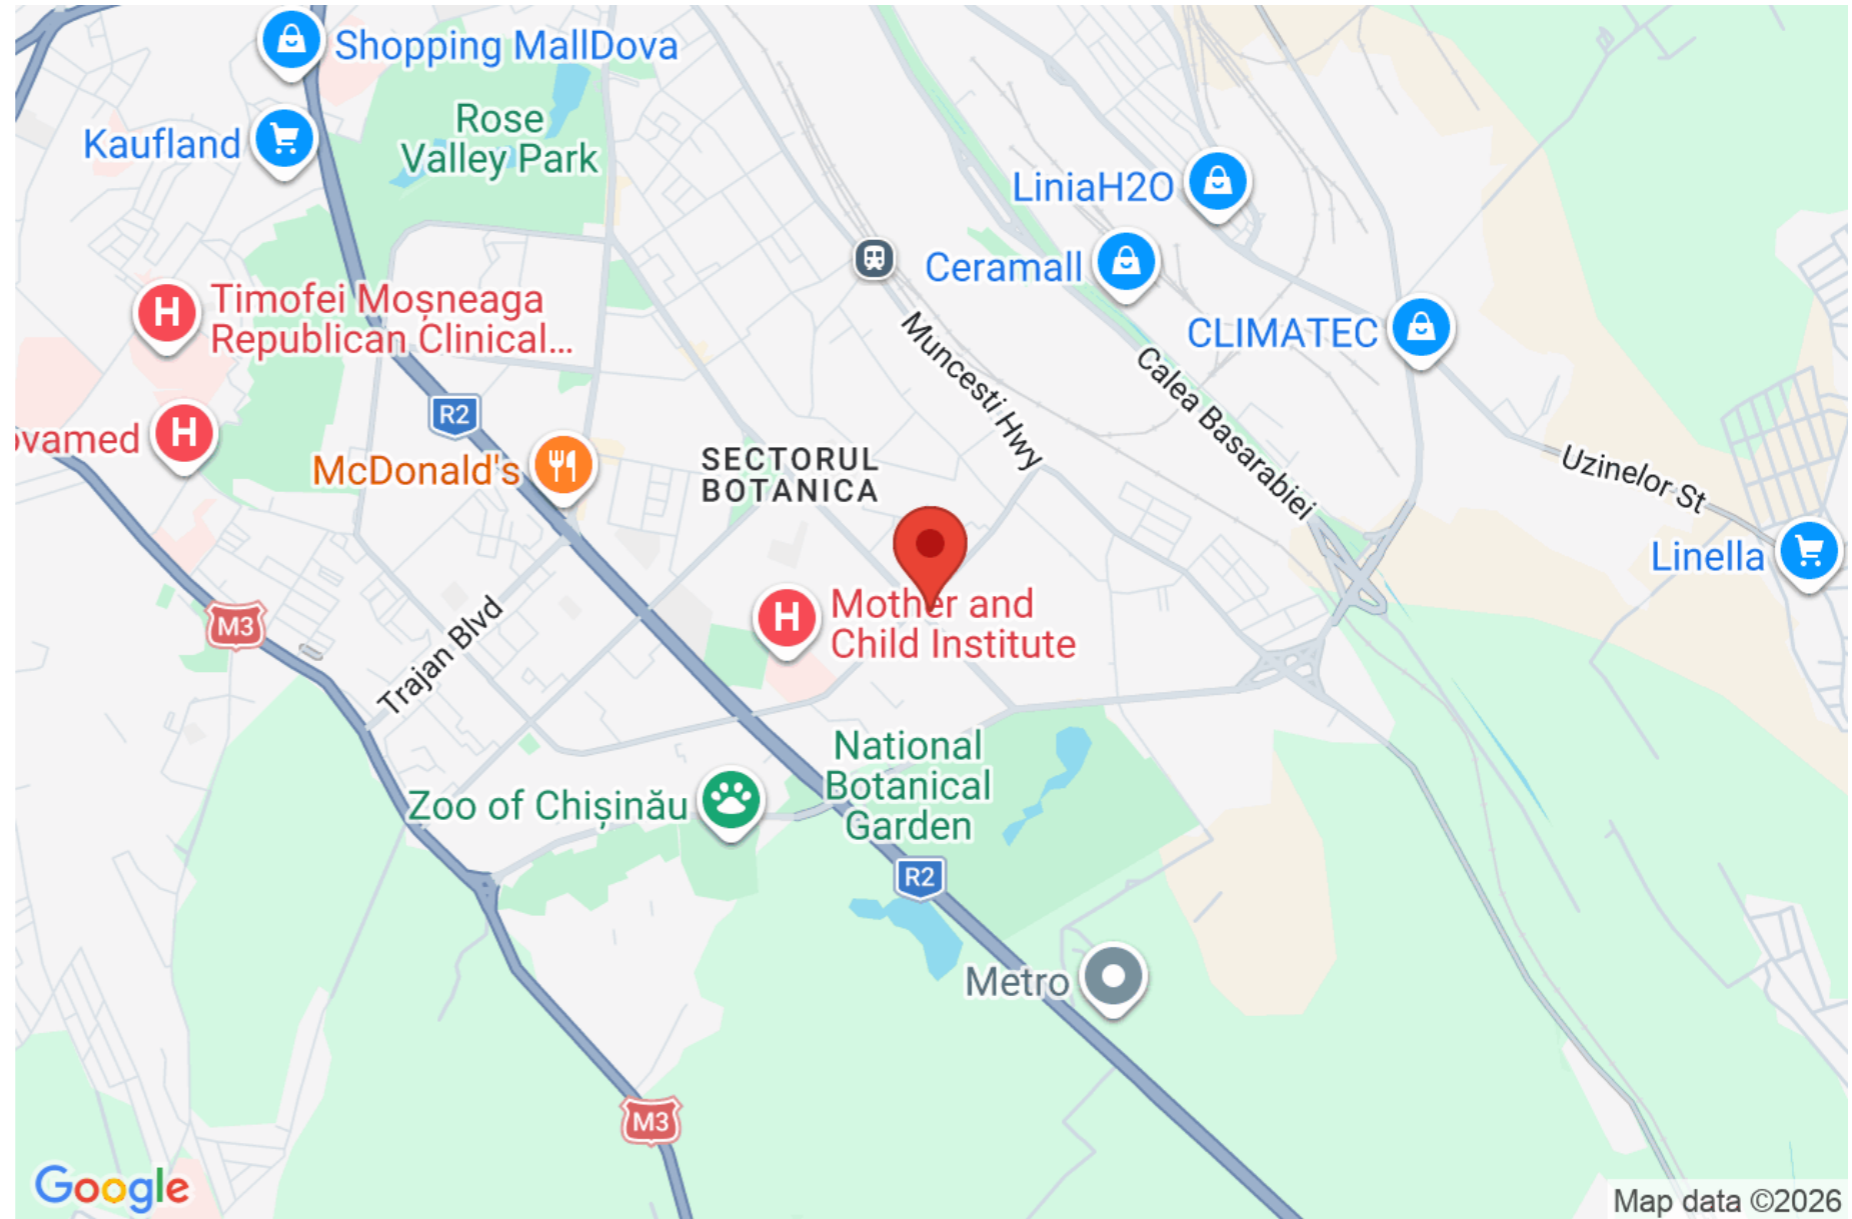 Shopping MallDova
Rose
Valley Park
Kaufland
LiniaH2O
Ceramall
Timofei Moșneaga
Republican Clinical...
CLIMATEC
Muncesti Hwy
Calea Basarabiei
R2
ovamed
McDonald's
SECTORUL
BOTANICA
Uzinelor St
Linella
H
H
H
Mother and
Child Institute
M3
Trajan Blvd
National
Botanical
Garden
Zoo of Chișinău
R2
Metro
M3
Google
Map data ©2026